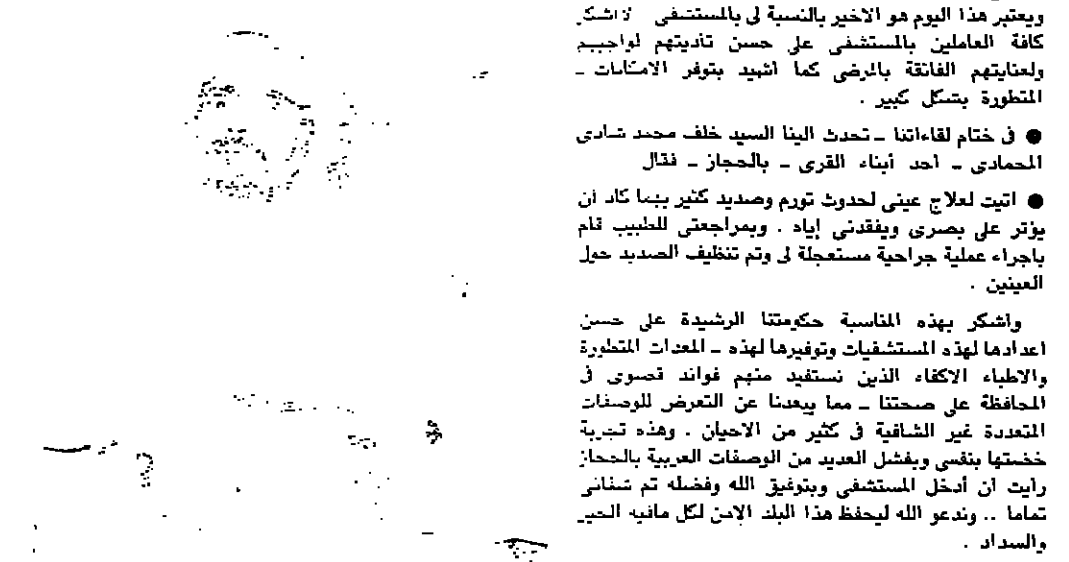 ويعتبر هذا اليوم هو الاخير بالنسبة لى بالمستشفى لاشكر
كافة العاملين بالمستشفى على حسن تأديتهم لواجبهم
ولعنايتهم الفائقة بالمرضى كما أشيد بتوفر الامكانات ـ
المتطورة بشكل كبير .
● فى ختام لقاءاتنا ـ تحدث الينا السيد خلف محمد شادى
الحمادى ـ احد أبناء القرى ـ بالحجاز ـ فقال
● اتيت لعلاج عينى لحدوث تورم وصديد كثير بهما كاد أن
يؤثر على بصرى ويفقدنى إياه . وبمراجعتى للطبيب قام
باجراء عملية جراحية مستعجلة لى وتم تنظيف الصديد حول
العينين .
واشكر بهذه المناسبة حكومتنا الرشيدة على حسن
اعدادها لهذه المستشفيات وتوفيرها لهذه ـ المعدات المتطورة
والاطباء الاكفاء الذين نستفيد منهم فوائد قصوى فى
المحافظة على صحتنا ـ مما يبعدنا عن التعرض للوصفات
المتعددة غير الشافية فى كثير من الاحيان . وهذه تجربة
خضتها بنفسى وبفشل العديد من الوصفات العربية بالحجاز
رأيت ان أدخل المستشفى وبتوفيق الله وفضله تم شفائى
تماما .. وندعو الله ليحفظ هذا البلد الامن لكل مافيه الخير
والسداد .